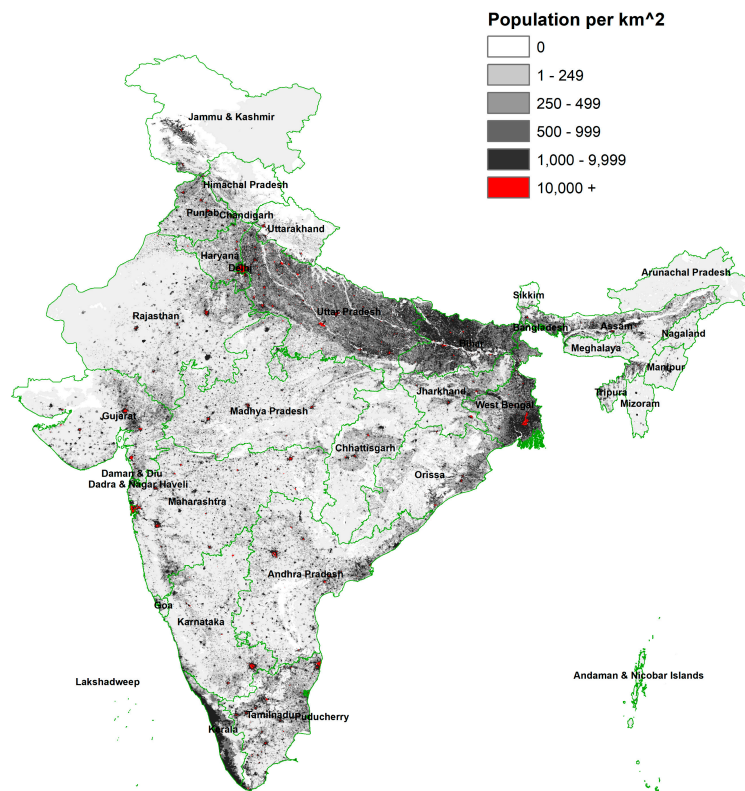 Population per km^2
0
1 - 249
250 - 499
500 - 999
1,000 - 9,999
10,000 +
Jammu & Kashmir
Himachal Pradesh
Punjab
Chandigarh
Uttarakhand
Haryana
Delhi
Arunachal Pradesh
Sikkim
Rajasthan
Uttar Pradesh
Bangladesh
Assam
Nagaland
Bihar
Meghalaya
Manipur
Jharkhand
Tripura
Mizoram
Gujarat
Madhya Pradesh
West Bengal
Chhattisgarh
Daman & Diu
Orissa
Dadra & Nagar Haveli
Maharashtra
Andhra Pradesh
Goa
Karnataka
Lakshadweep
Andaman & Nicobar Islands
Tamilnadu
Puducherry
Kerala